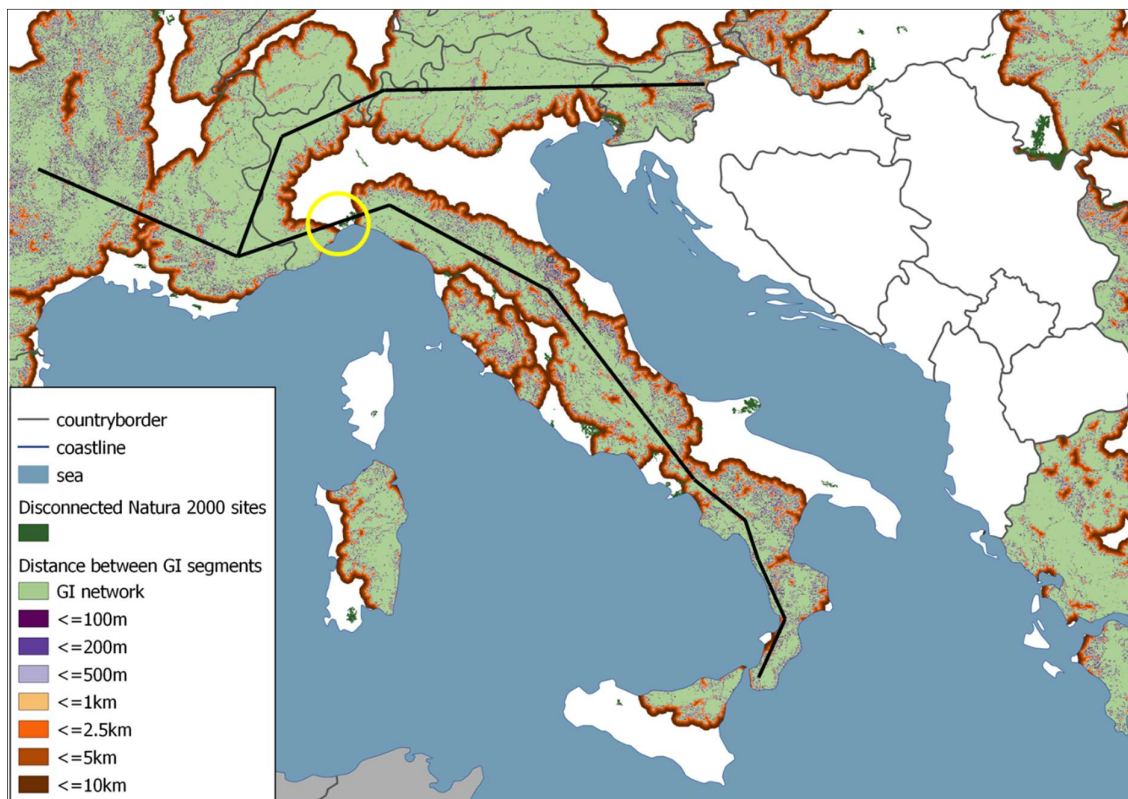 countryborder
coastline
sea
Disconnected Natura 2000 sites
Distance between GI segments
GI network
<=100m
<=200m
<=500m
<=1km
<=2.5km
<=5km
<=10km